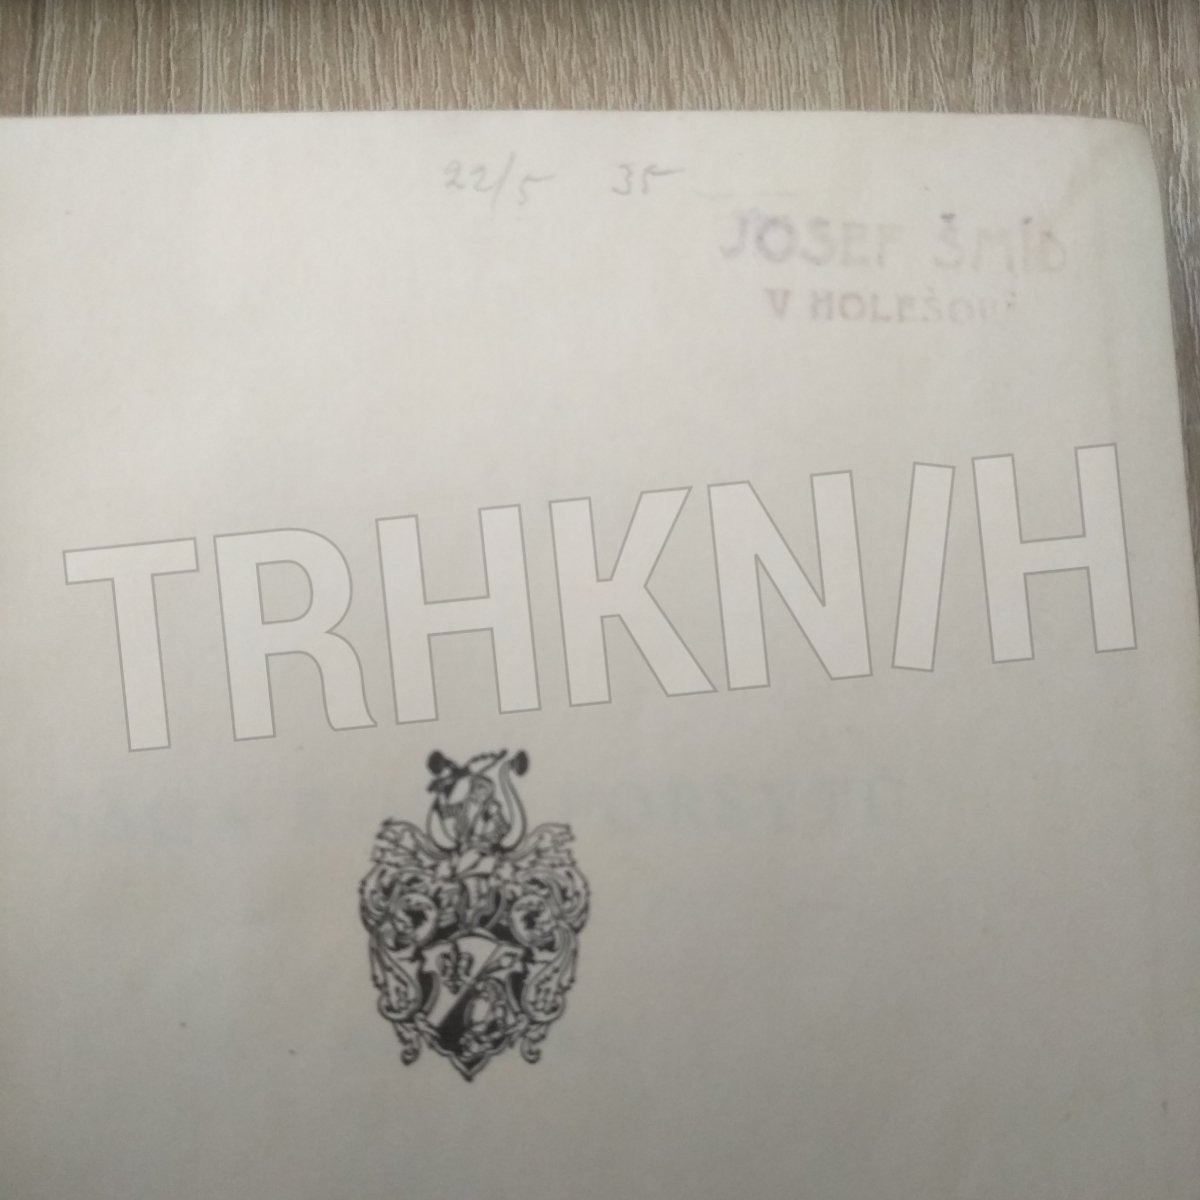 22/5 35
JOSEF ŠMÍD
V HOLEŠOVĚ
TRHKNIH